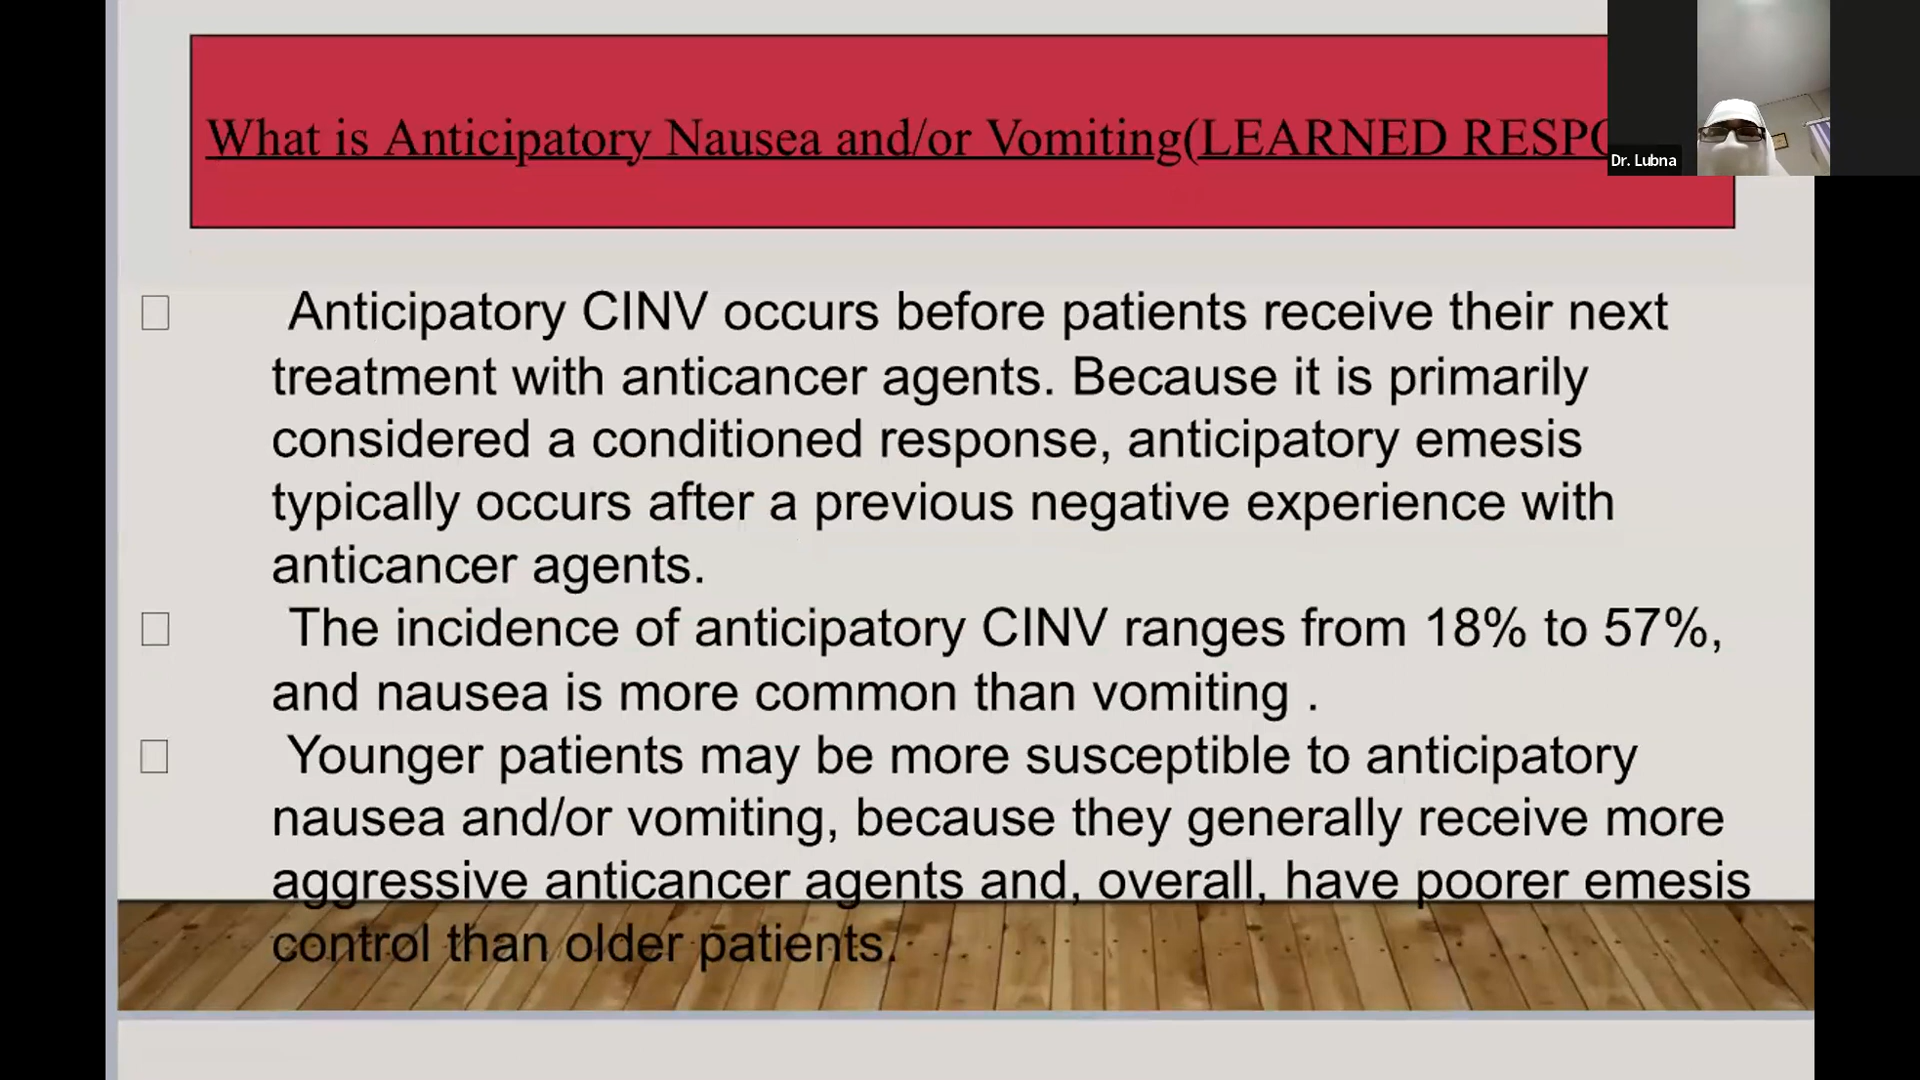 What is Anticipatory Nausea and/or Vomiting(LEARNED
Dr. Lubna
Anticipatory CINV occurs before patients receive their next
treatment with anticancer agents. Because it is primarily
considered a conditioned response, anticipatory emesis
typically occurs after a previous negative experience with
anticancer agents.
The incidence of anticipatory CINV ranges from 18% to 57%,
and nausea is more common than vomiting .
Younger patients may be more susceptible to anticipatory
nausea and/or vomiting, because they generally receive more
aggressive anticancer agents and, overall, have poorer emesis
control than older patients.